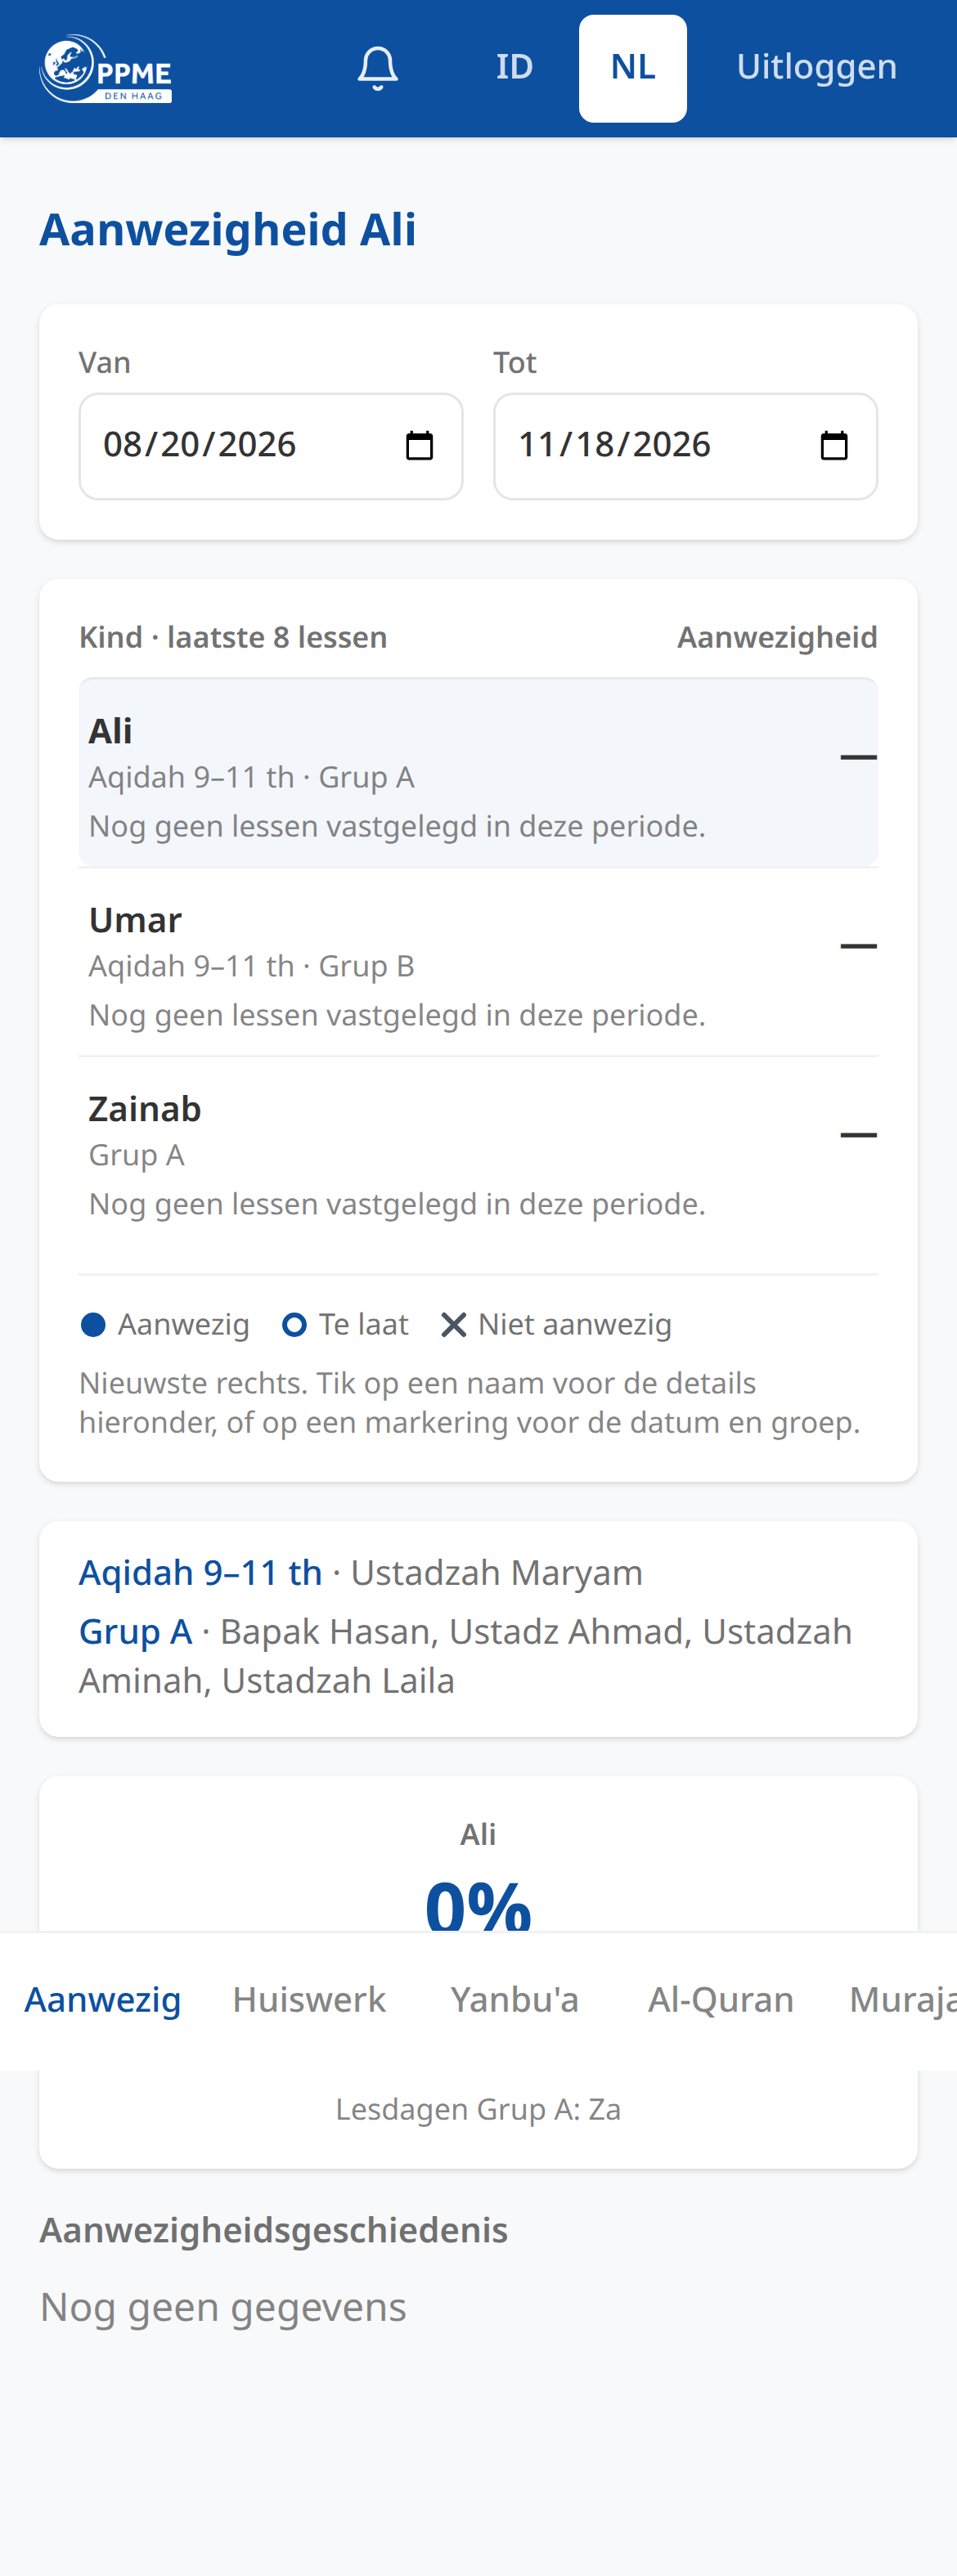 PPME
DEN HAAG
ID
NL
Uitloggen
Aanwezigheid Ali
Van
Tot
08/20/2026
11/18/2026
Kind · laatste 8 lessen
Aanwezigheid
Ali
—
Aqidah 9–11 th · Grup A
Nog geen lessen vastgelegd in deze periode.
Umar
—
Aqidah 9–11 th · Grup B
Nog geen lessen vastgelegd in deze periode.
Zainab
—
Grup A
Nog geen lessen vastgelegd in deze periode.
Aanwezig
Te laat
Niet aanwezig
Nieuwste rechts. Tik op een naam voor de details
hieronder, of op een markering voor de datum en groep.
Aqidah 9–11 th · Ustadzah Maryam
Grup A · Bapak Hasan, Ustadz Ahmad, Ustadzah
Aminah, Ustadzah Laila
Ali
0%
Aanwezig
Huiswerk
Yanbu'a
Al-Quran
Muraja
Lesdagen Grup A: Za
Aanwezigheidsgeschiedenis
Nog geen gegevens